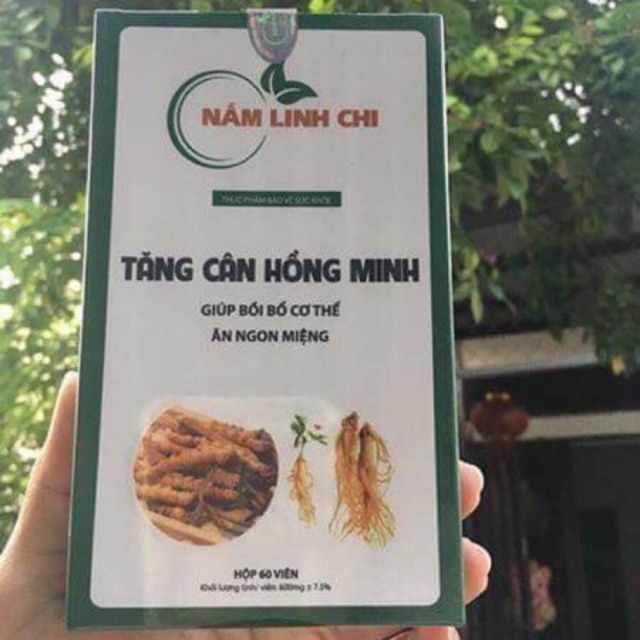 NẤM LINH CHI
THỰC PHẨM BẢO VỆ SỨC KHỎE
TĂNG CÂN HỒNG MINH
GIÚP BỒI BỔ CƠ THỂ
ĂN NGON MIỆNG
HỘP 60 VIÊN
Khối lượng tịnh/ viên: 600mg ± 7.5%